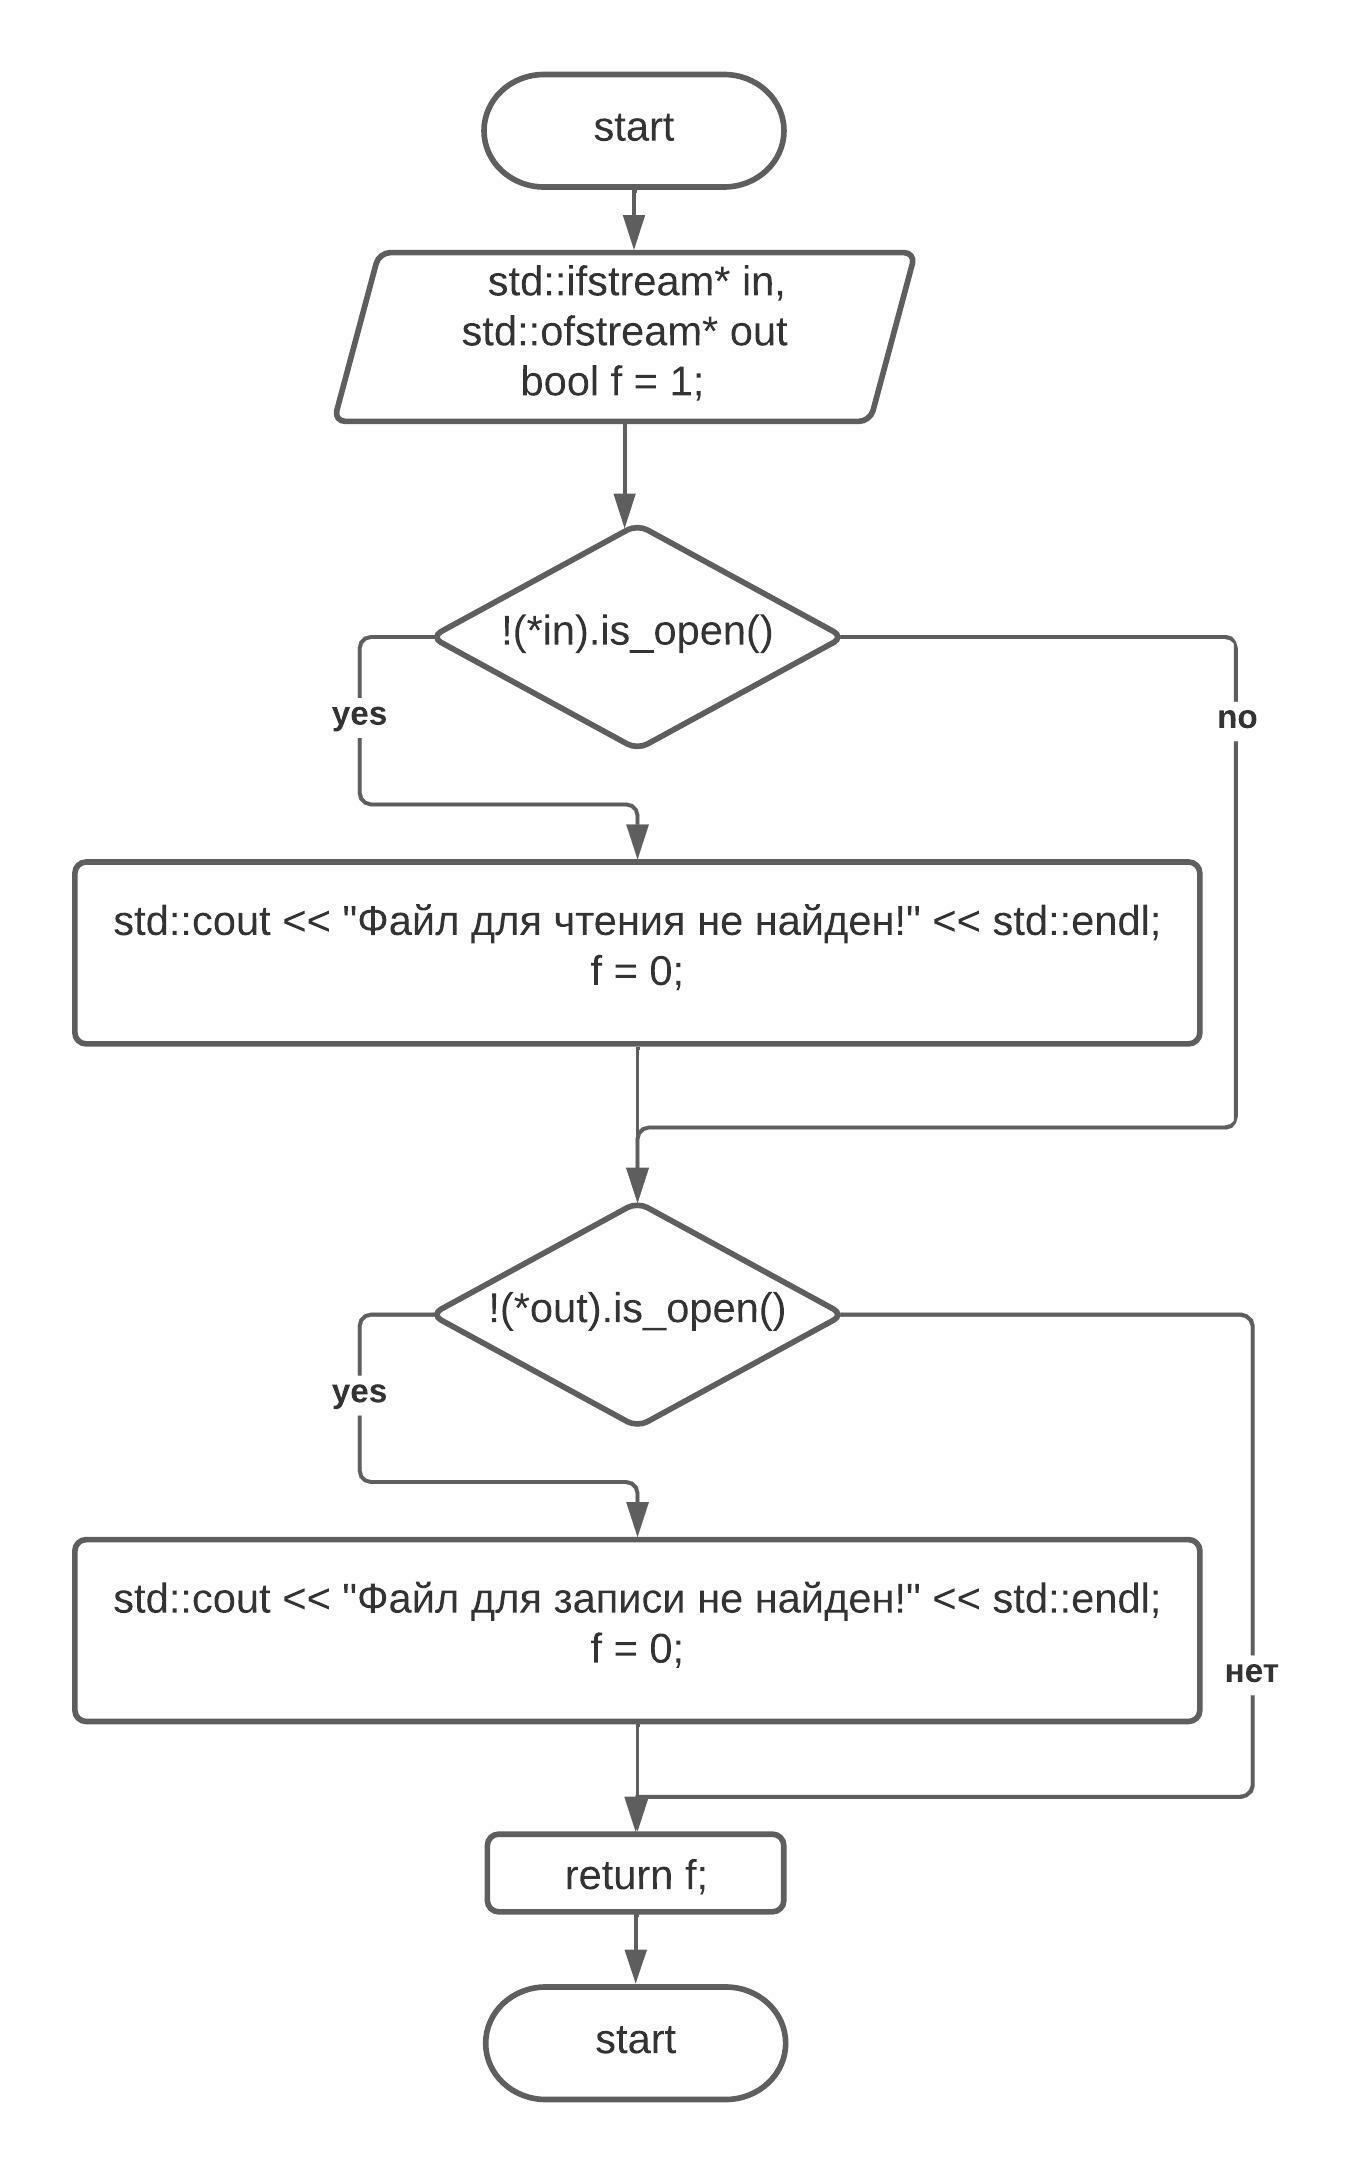 start
std::ifstream* in,
std::ofstream* out
bool f = 1;
!(*in).is_open()
yes
no
std::cout << "Файл для чтения не найден!" << std::endl;
f = 0;
!(*out).is_open()
yes
std::cout << "Файл для записи не найден!" << std::endl;
f = 0;
нет
return f;
start